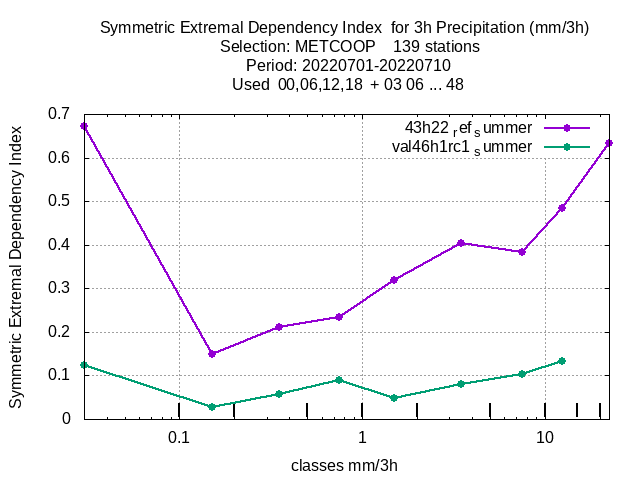 Symmetric Extremal Dependency Index  for 3h Precipitation (mm/3h)
Selection: METCOOP    139 stations
Period: 20220701-20220710
Used  00,06,12,18  + 03 06 ... 48
43h22 ref summer
val46h1rc1 summer
Symmetric Extremal Dependency Index
0.7
0.6
0.5
0.4
0.3
0.2
0.1
0
0.1 1 10
classes mm/3h